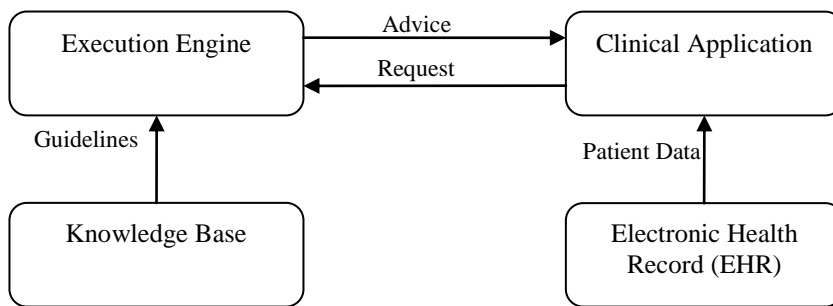 Execution Engine
Advice
Clinical Application
Request
Guidelines
Patient Data
Knowledge Base
Electronic Health
Record (EHR)